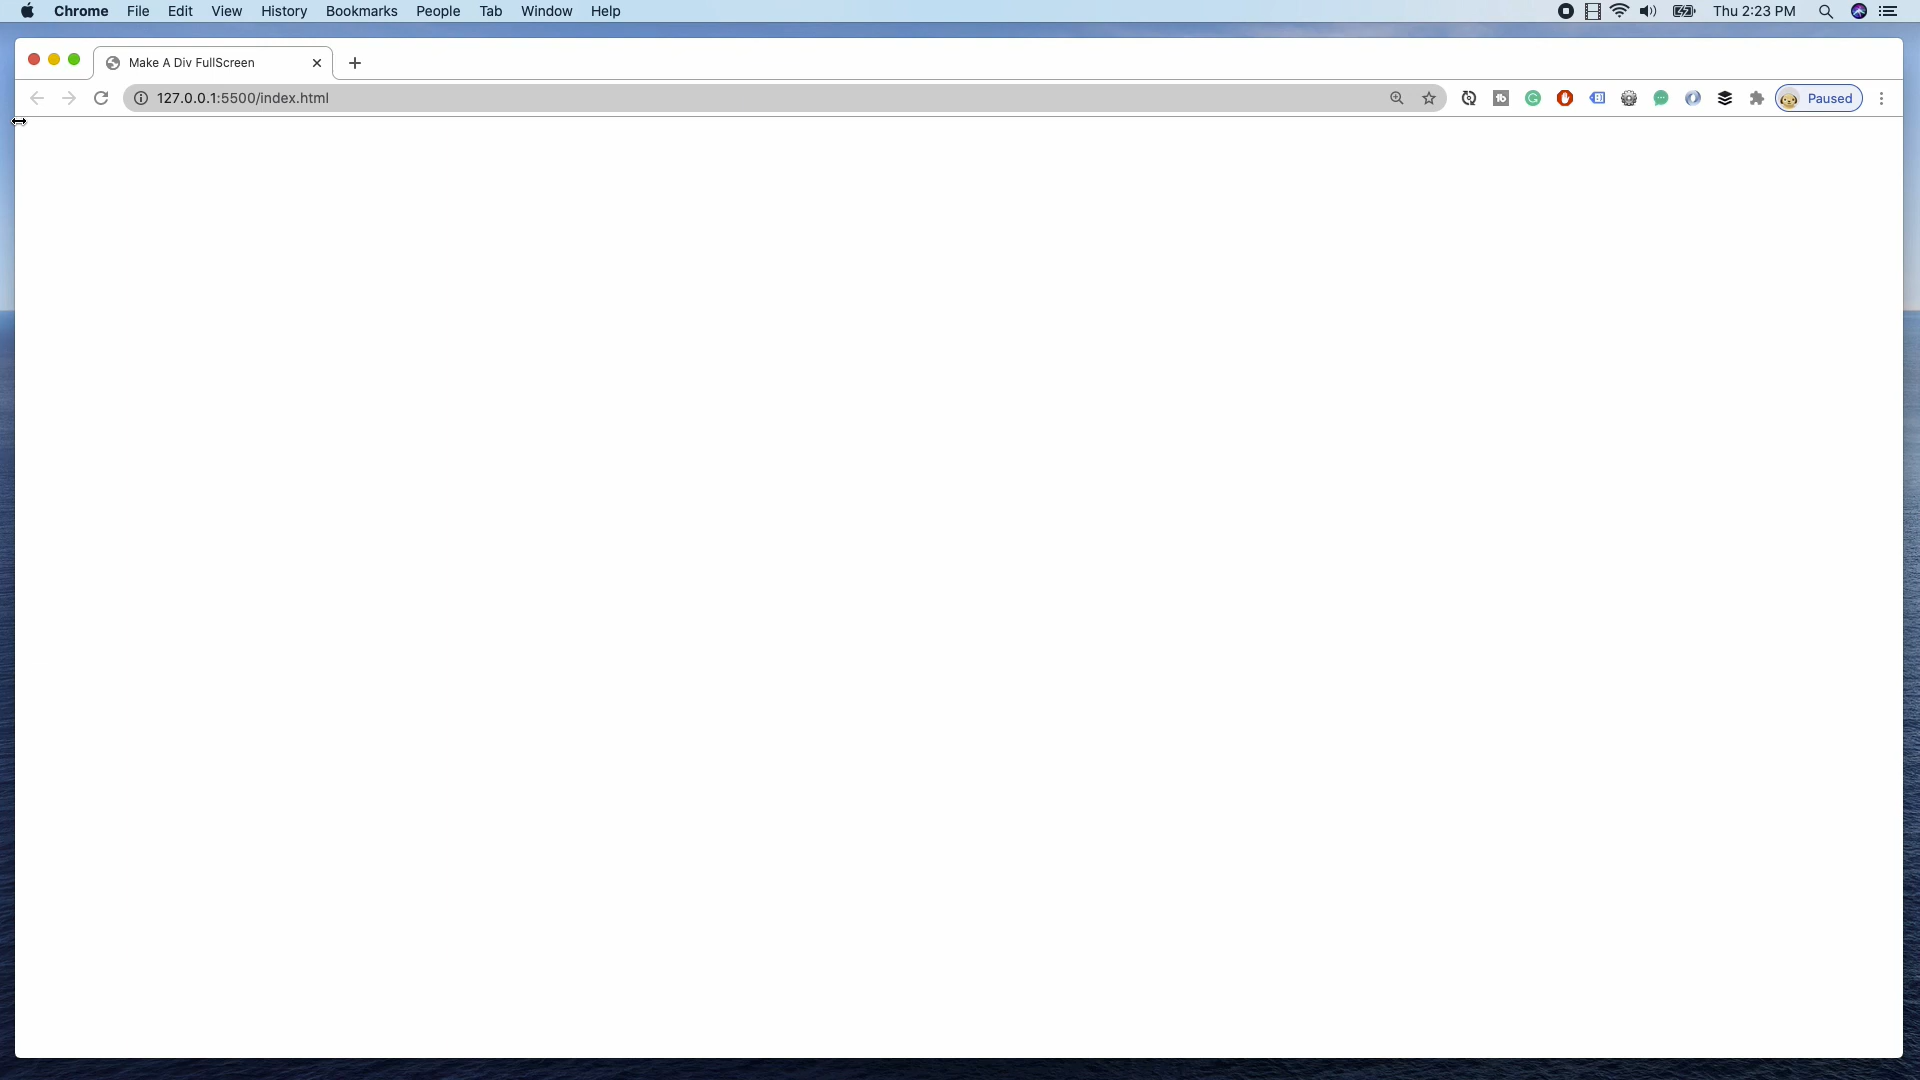 Chrome File Edit View History Bookmarks People Tab Window Help Thu 2:23 PM
Make A Div FullScreen
127.0.0.1:5500/index.html Paused